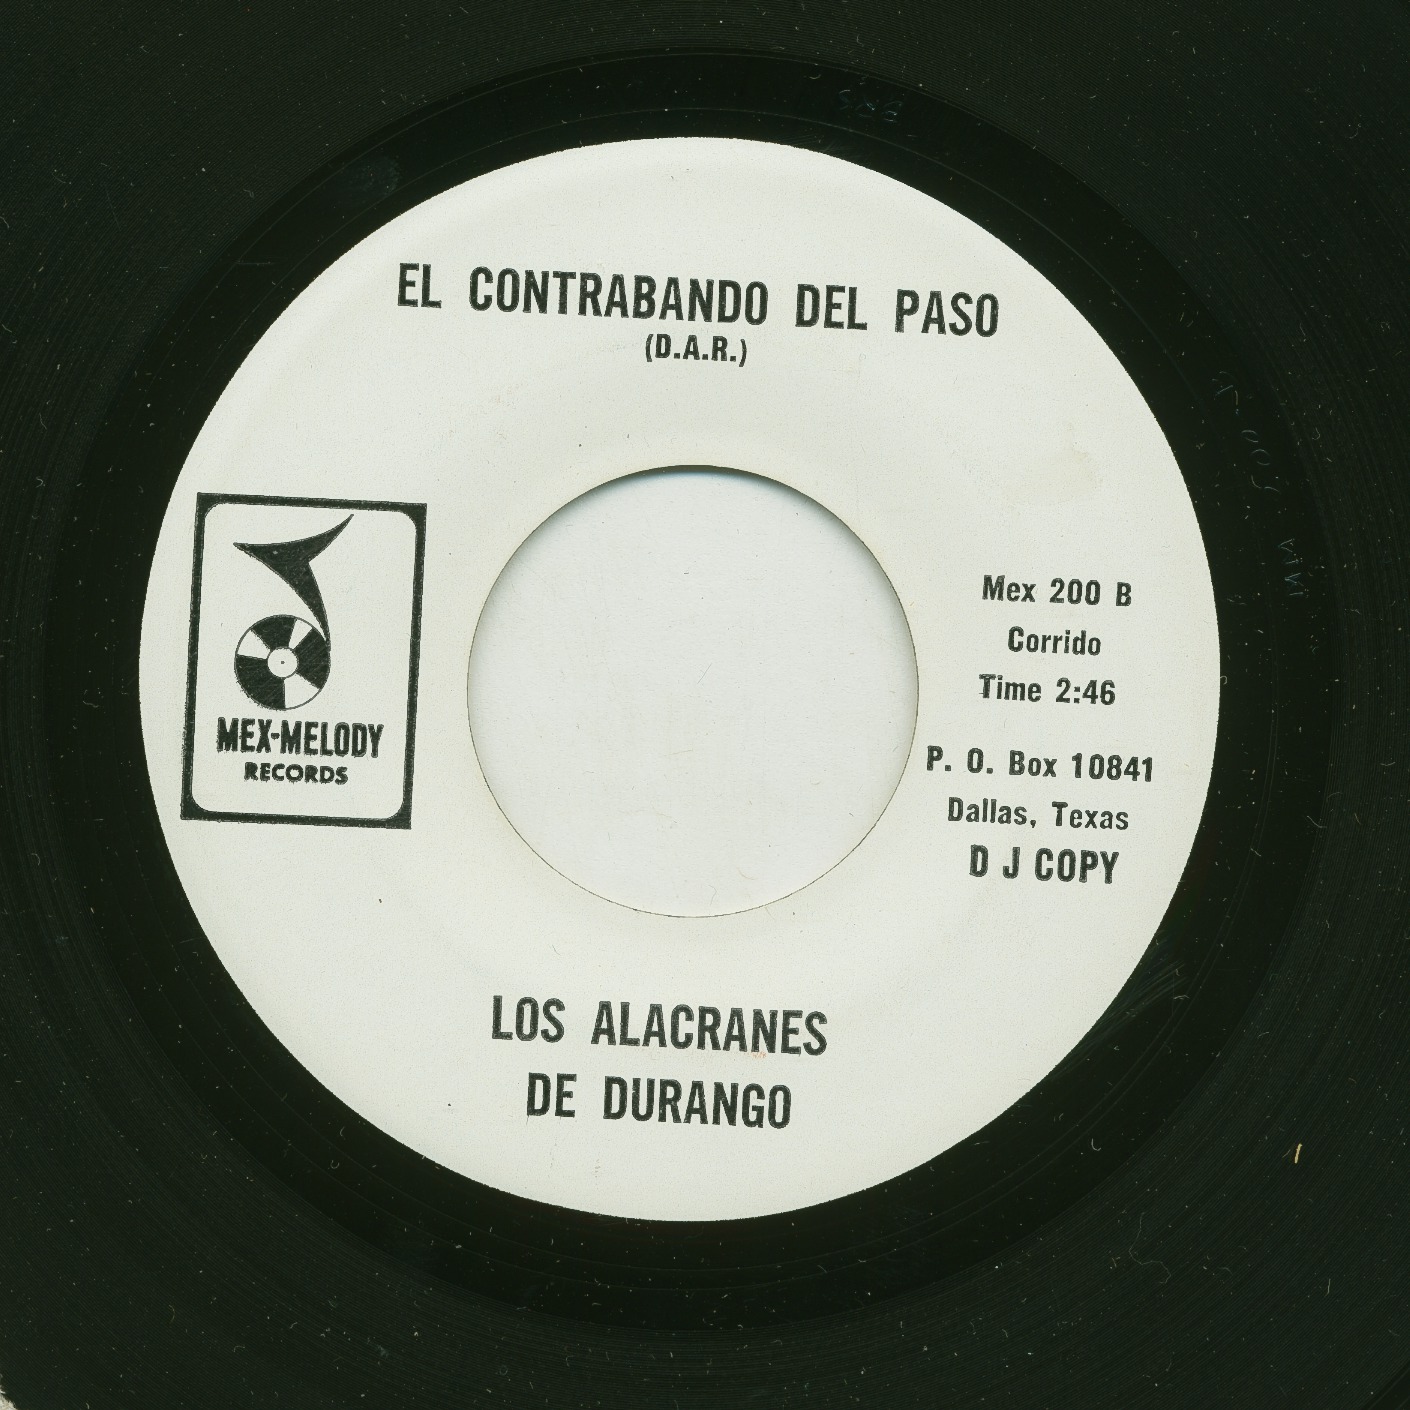 EL CONTRABANDO DEL PASO
(D.A.R.)
MEX-MELODY
RECORDS
Mex 200 B
Corrido
Time 2:46
P. O. Box 10841
Dallas, Texas
D J COPY
LOS ALACRANES
DE DURANGO